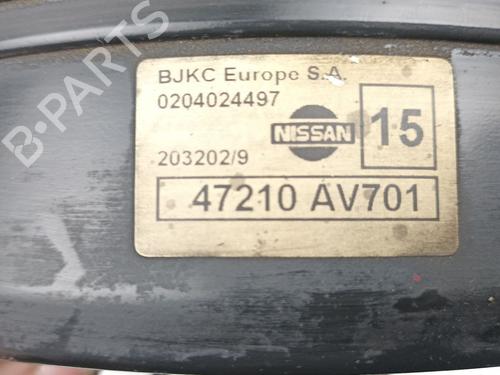 B-PARTS
BJKC Europe S.A.
0204024497
NISSAN
15
203202/9
47210 AV701